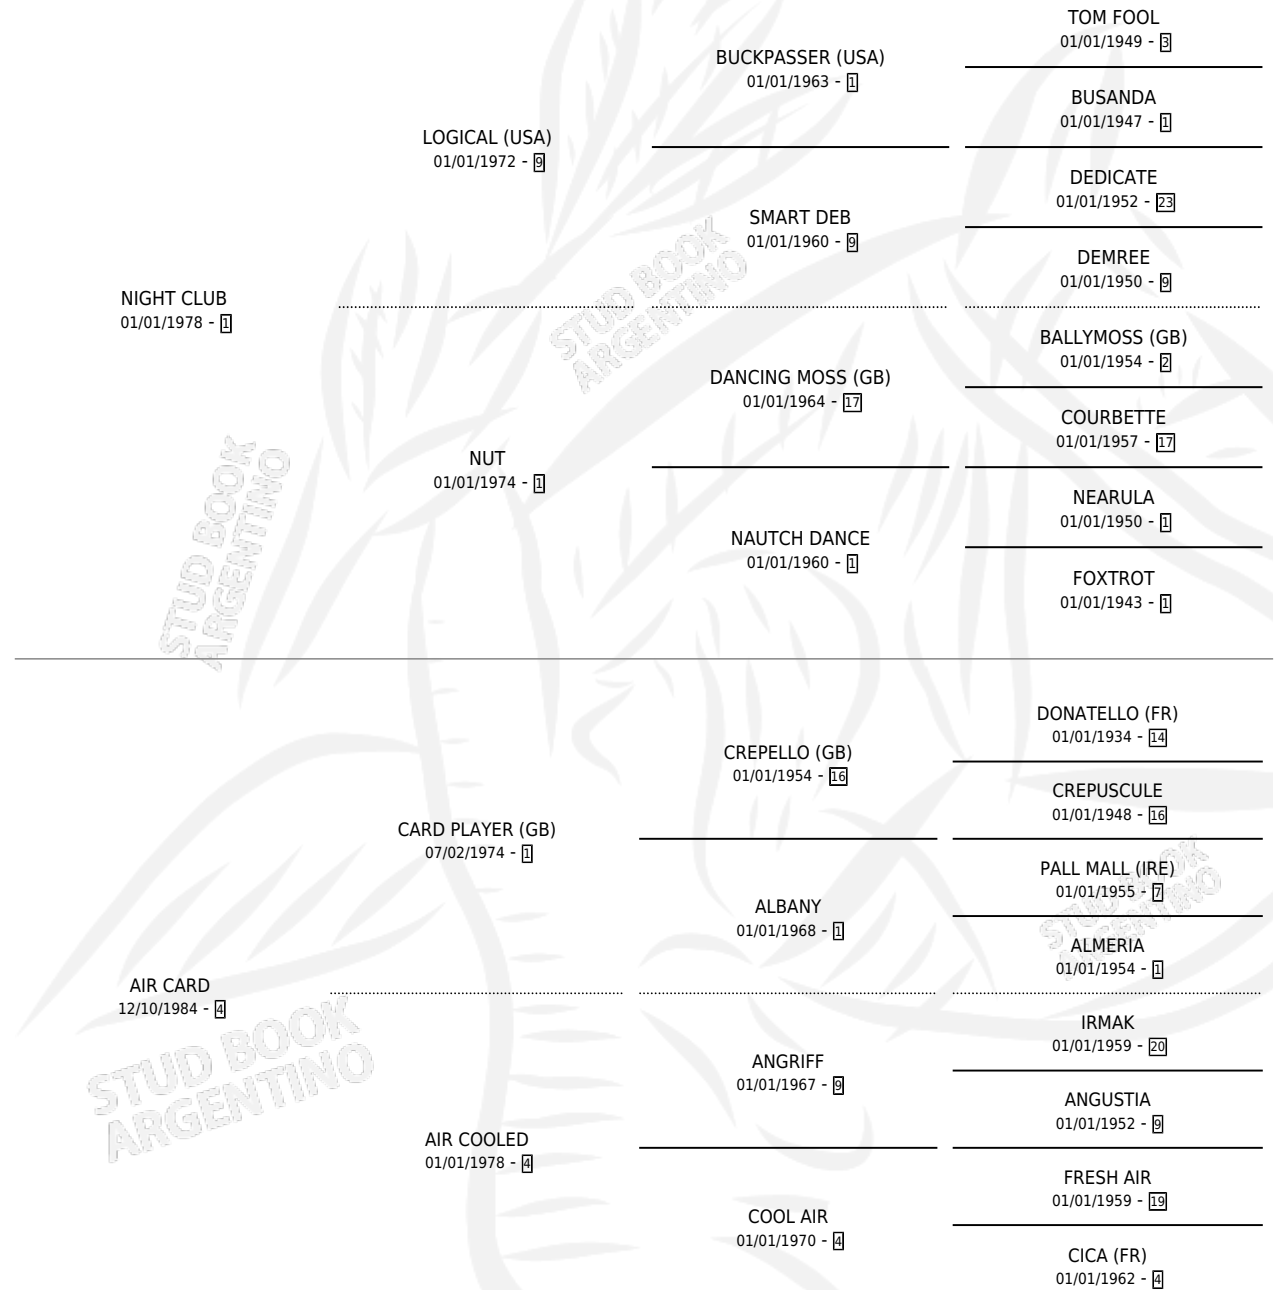 TOM FOOL
01/01/1949 - 3
BUCKPASSER (USA)
01/01/1963 - 1
BUSANDA
01/01/1947 - 1
LOGICAL (USA)
01/01/1972 - 9
DEDICATE
01/01/1952 - 23
SMART DEB
01/01/1960 - 9
DEMREE
01/01/1950 - 9
NIGHT CLUB
01/01/1978 - 1
BALLYMOSS (GB)
01/01/1954 - 2
DANCING MOSS (GB)
01/01/1964 - 17
COURBETTE
01/01/1957 - 17
NUT
01/01/1974 - 1
NEARULA
01/01/1950 - 1
NAUTCH DANCE
01/01/1960 - 1
FOXTROT
01/01/1943 - 1
DONATELLO (FR)
01/01/1934 - 14
CREPELLO (GB)
01/01/1954 - 16
CREPUSCULE
01/01/1948 - 16
CARD PLAYER (GB)
07/02/1974 - 1
PALL MALL (IRE)
01/01/1955 - 7
ALBANY
01/01/1968 - 1
ALMERIA
01/01/1954 - 1
AIR CARD
12/10/1984 - 4
IRMAK
01/01/1959 - 20
ANGRIFF
01/01/1967 - 9
ANGUSTIA
01/01/1952 - 9
AIR COOLED
01/01/1978 - 4
FRESH AIR
01/01/1959 - 19
COOL AIR
01/01/1970 - 4
CICA (FR)
01/01/1962 - 4
STUD BOOK
ARGENTINO
STUD BOOK
ARGENTINO
STUD BOOK
ARGENTINO
STUD BOOK
ARGENTINO